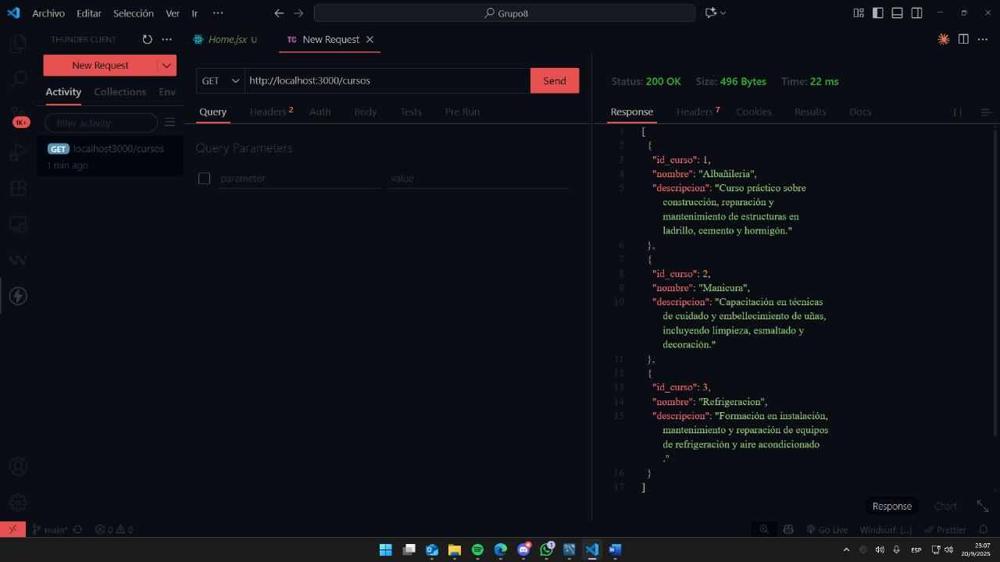 Archivo Editar Selección Ver Ir ···
Grupo8
THUNDER CLIENT ···
Home.jsx U
TC New Request
New Request
GET http://localhost:3000/cursos Send
Status: 200 OK Size: 496 Bytes Time: 22 ms
Activity Collections Env
Query Headers 2 Auth Body Tests Pre Run
Response Headers 7 Cookies Results Docs { }
filter activity
1K+
GET localhost3000/cursos
1 min ago
Query Parameters
parameter value
1 [
2 {
3 "id_curso": 1,
4 "nombre": "Albañilería",
5 "descripcion": "Curso práctico sobre
construcción, reparación y
mantenimiento de estructuras en
ladrillo, cemento y hormigón."
6 },
7 {
8 "id_curso": 2,
9 "nombre": "Manicura",
10 "descripcion": "Capacitación en técnicas
de cuidado y embellecimiento de uñas,
incluyendo limpieza, esmaltado y
decoración."
11 },
12 {
13 "id_curso": 3,
14 "nombre": "Refrigeracion",
15 "descripcion": "Formación en instalación,
mantenimiento y reparación de equipos
de refrigeración y aire acondicionado
."
16 }
17 ]
Response Chart
main* 0 0
Go Live Windsurf: {...} Prettier
1
ESP
23:07
20/9/2025